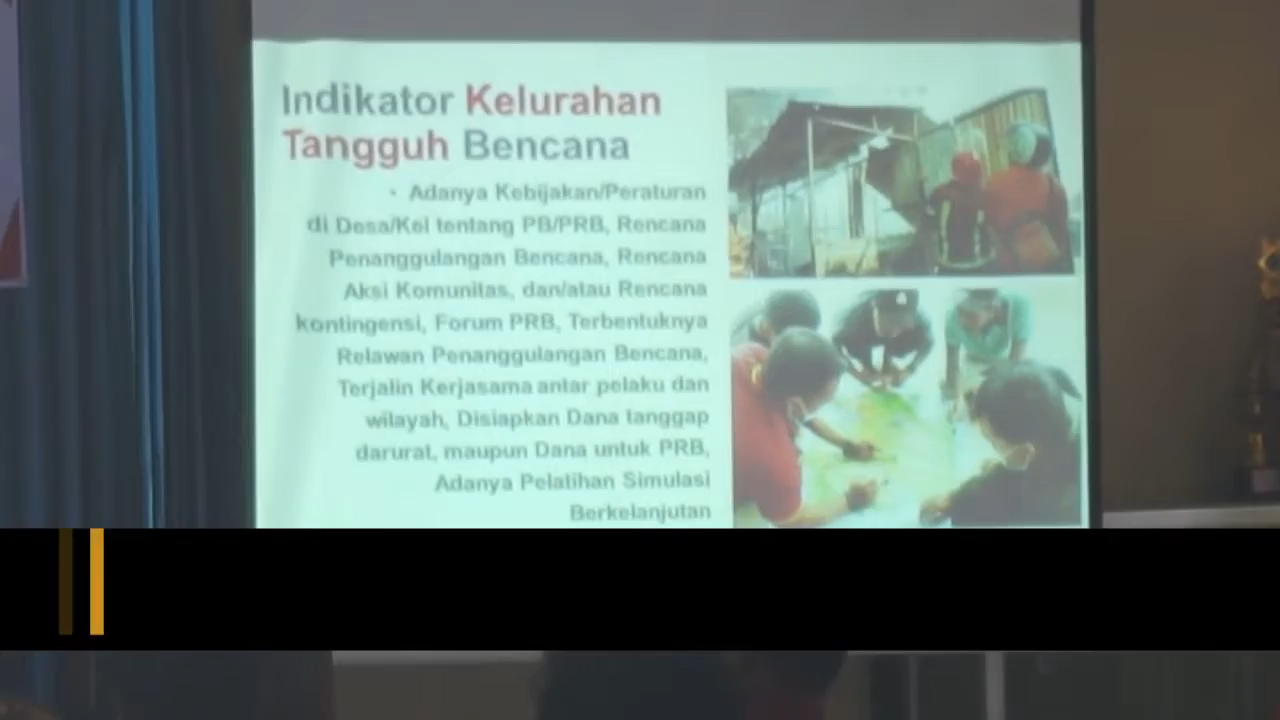 Indikator Kelurahan
Tangguh Bencana
• Adanya Kebijakan/Peraturan
di Desa/Kel tentang PB/PRB, Rencana
Penanggulangan Bencana, Rencana
Aksi Komunitas, dan/atau Rencana
kontingensi, Forum PRB, Terbentuknya
Relawan Penanggulangan Bencana,
Terjalin Kerjasama antar pelaku dan
wilayah, Disiapkan Dana tanggap
darurat, maupun Dana untuk PRB,
Adanya Pelatihan Simulasi
Berkelanjutan